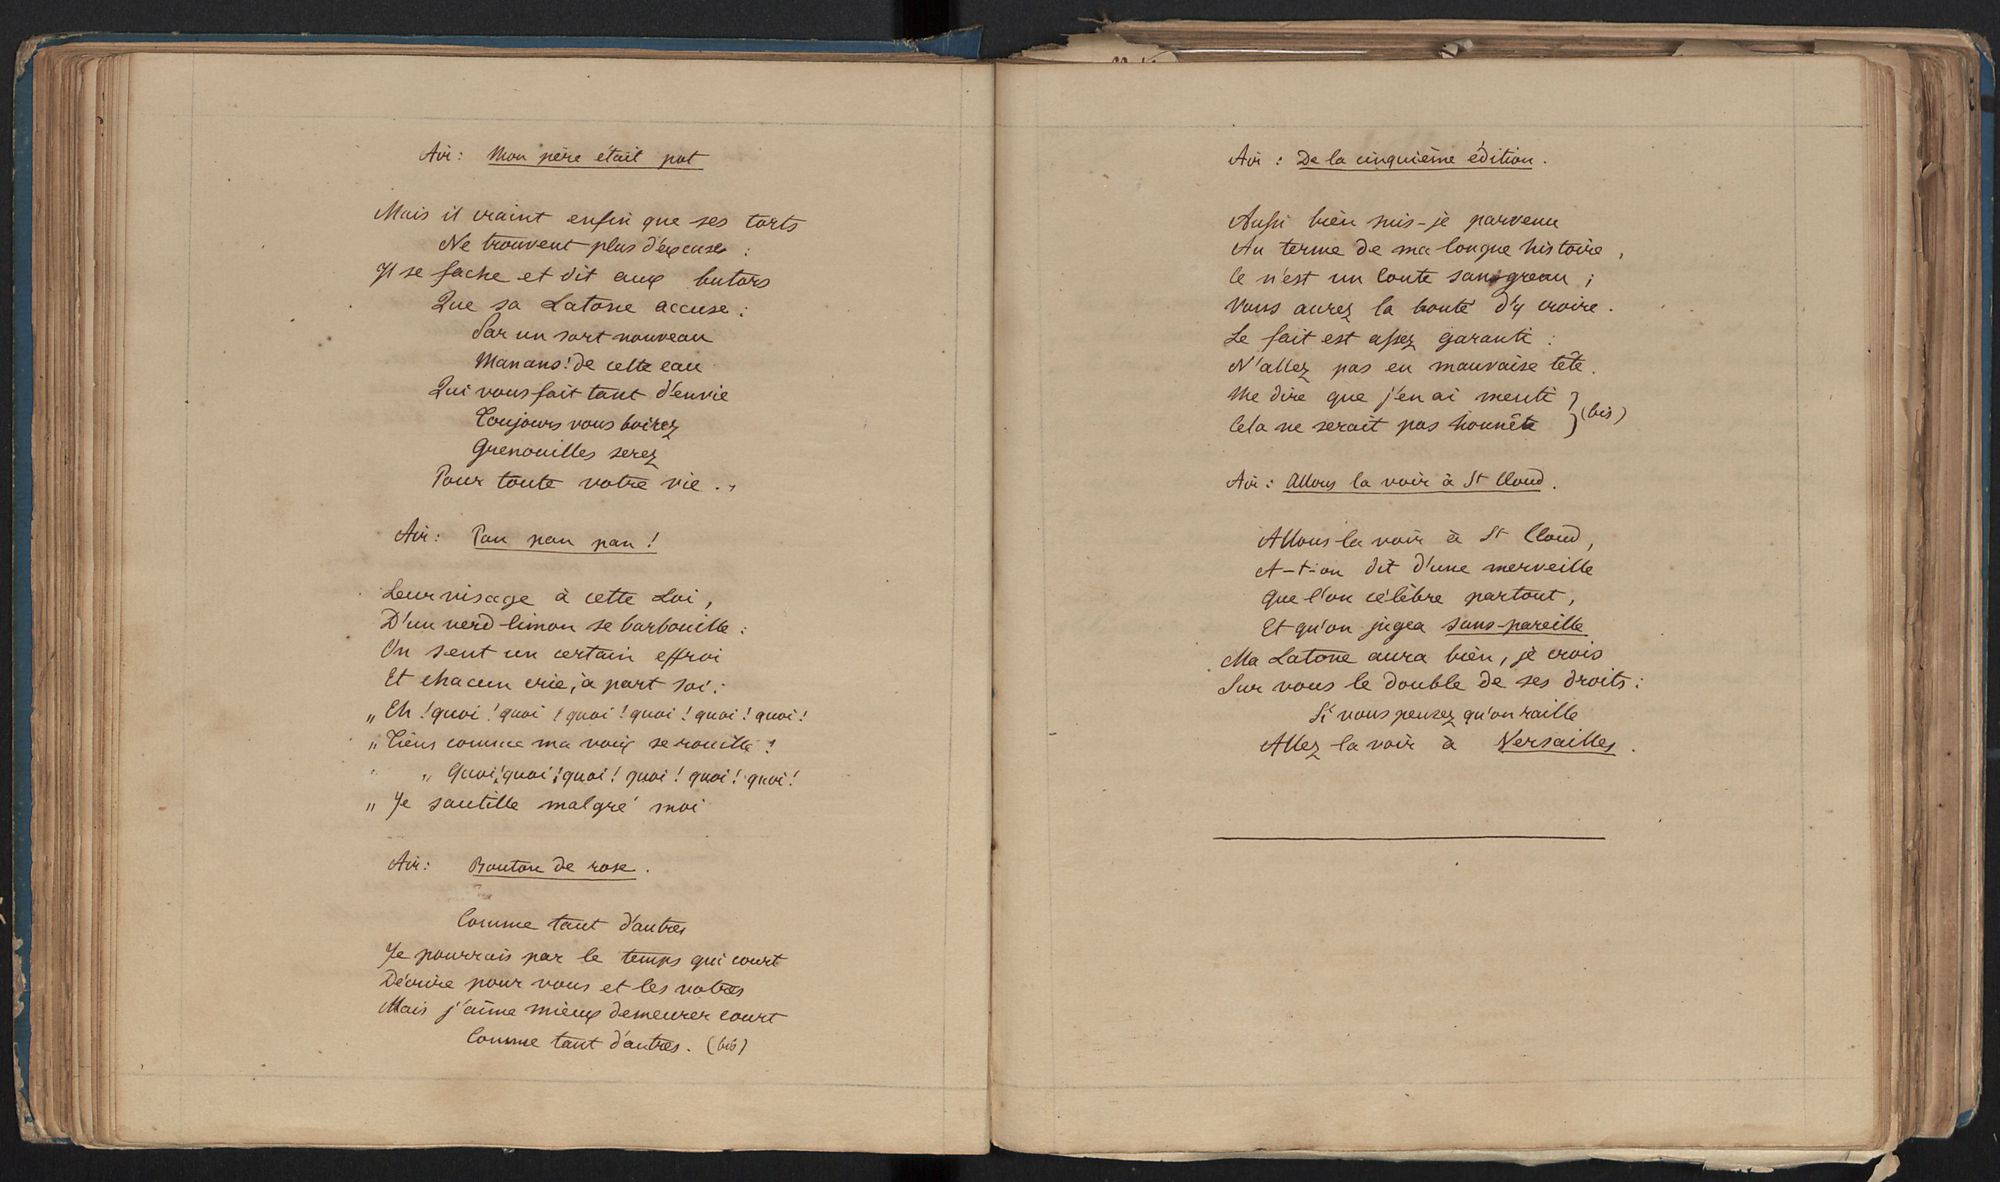 Air : Mon père était pot
Mais il craint enfin que ses torts
Ne trouvent plus d'excuses :
Il se fache et dit aux butors
Que sa Latone accuse :
Par un sort nouveau
Manans ! de cette eau
Qui vous fait tant d'envie
Toujours vous boirez
Grenouilles serez
Pour toute votre vie . „
Air : Pan pan pan !
Leur visage à cette Loi,
D'un verd limon se barbouille :
On sent un certain effroi
Et chacun crie, à part soi :
„ Eh ! quoi ! quoi ! quoi ! quoi ! quoi ! quoi !
„ Tiens comme ma voix se rouille !
„ Quoi ! quoi ! quoi ! quoi ! quoi ! quoi !
„ Je sautille malgré moi
Air : Bouton de rose .
Comme tant d'autres
Je pourrais par le temps qui court
Décrire pour vous et les votres
Mais j'aime mieux demeurer court
Comme tant d'autres. (bis)
Air : De la cinquième édition .
Aussi bien suis-je parvenu
Au terme de ma longue histoire ,
Ce n'est un Conte ;
Vous aurez la bonté d'y croire .
Le fait est assez garanti :
N'allez pas en mauvaise tête .
Me dire que j'en ai menti } (bis)
Cela ne serait pas honnête
Air : Allons la voir à St Cloud .
Allons la voir à St Cloud ,
A-t-on dit d'une merveille
Que l'on célèbre partout ,
Et qu'on jugea sans-pareille
Ma Latone aura bien, je crois
Sur vous le double de ses droits :
Si vous pensez qu'on raille
Allez la voir à Versailles .